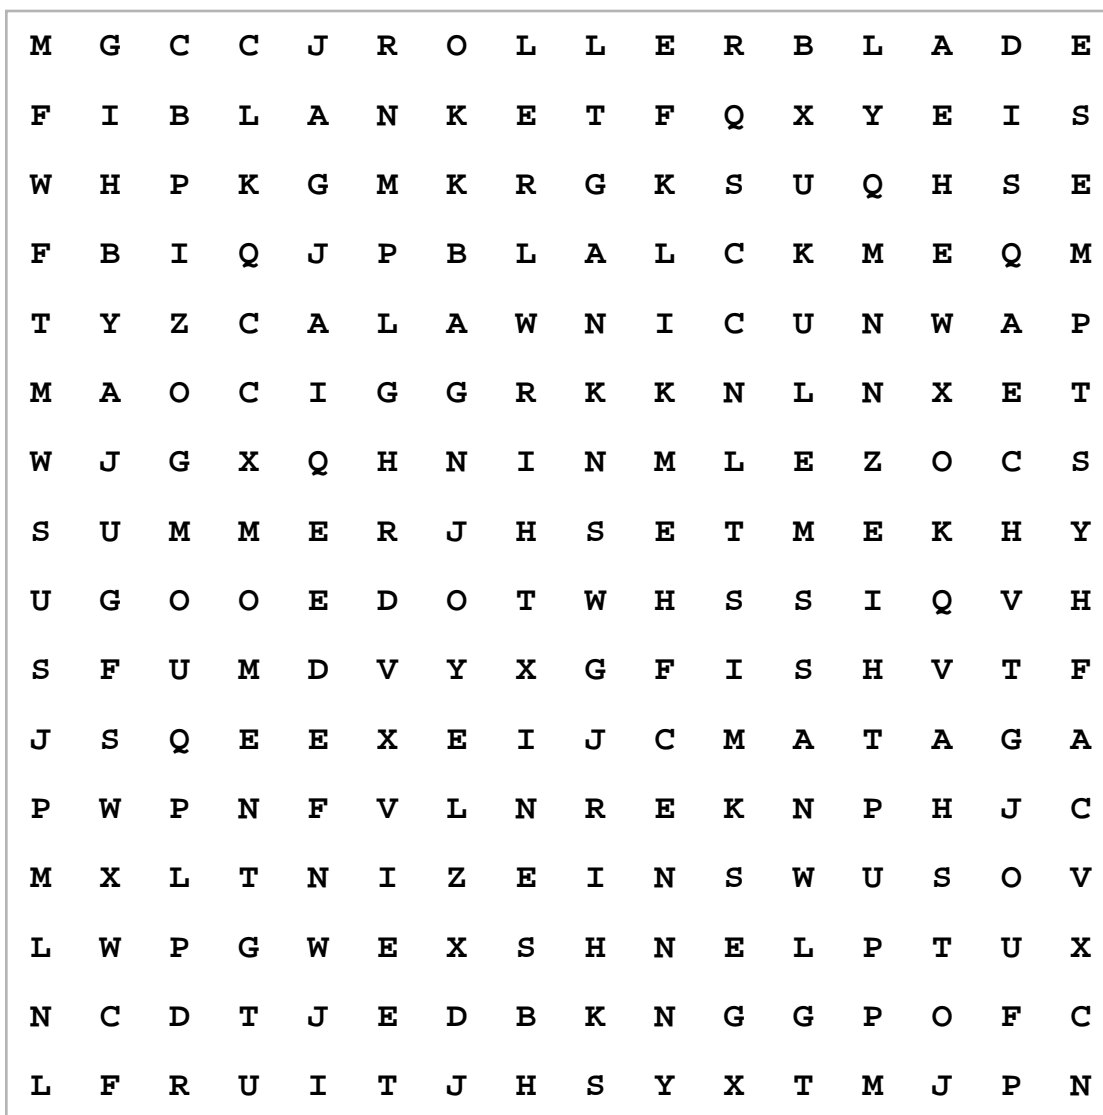 M G C C J R O L L E R B L A D E
F I B L A N K E T F Q X Y E I S
W H P K G M K R G K S U Q H S E
F B I Q J P B L A L C K M E Q M
T Y Z C A L A W N I C U N W A P
M A O C I G G R K K N L N X E T
W J G X Q H N I N M L E Z O C S
S U M M E R J H S E T M E K H Y
U G O O E D O T W H S S I Q V H
S F U M D V Y X G F I S H V T F
J S Q E E X E I J C M A T A G A
P W P N F V L N R E K N P H J C
M X L T N I Z E I N S W U S O V
L W P G W E X S H N E L P T U X
N C D T J E D B K N G G P O F C
L F R U I T J H S Y X T M J P N